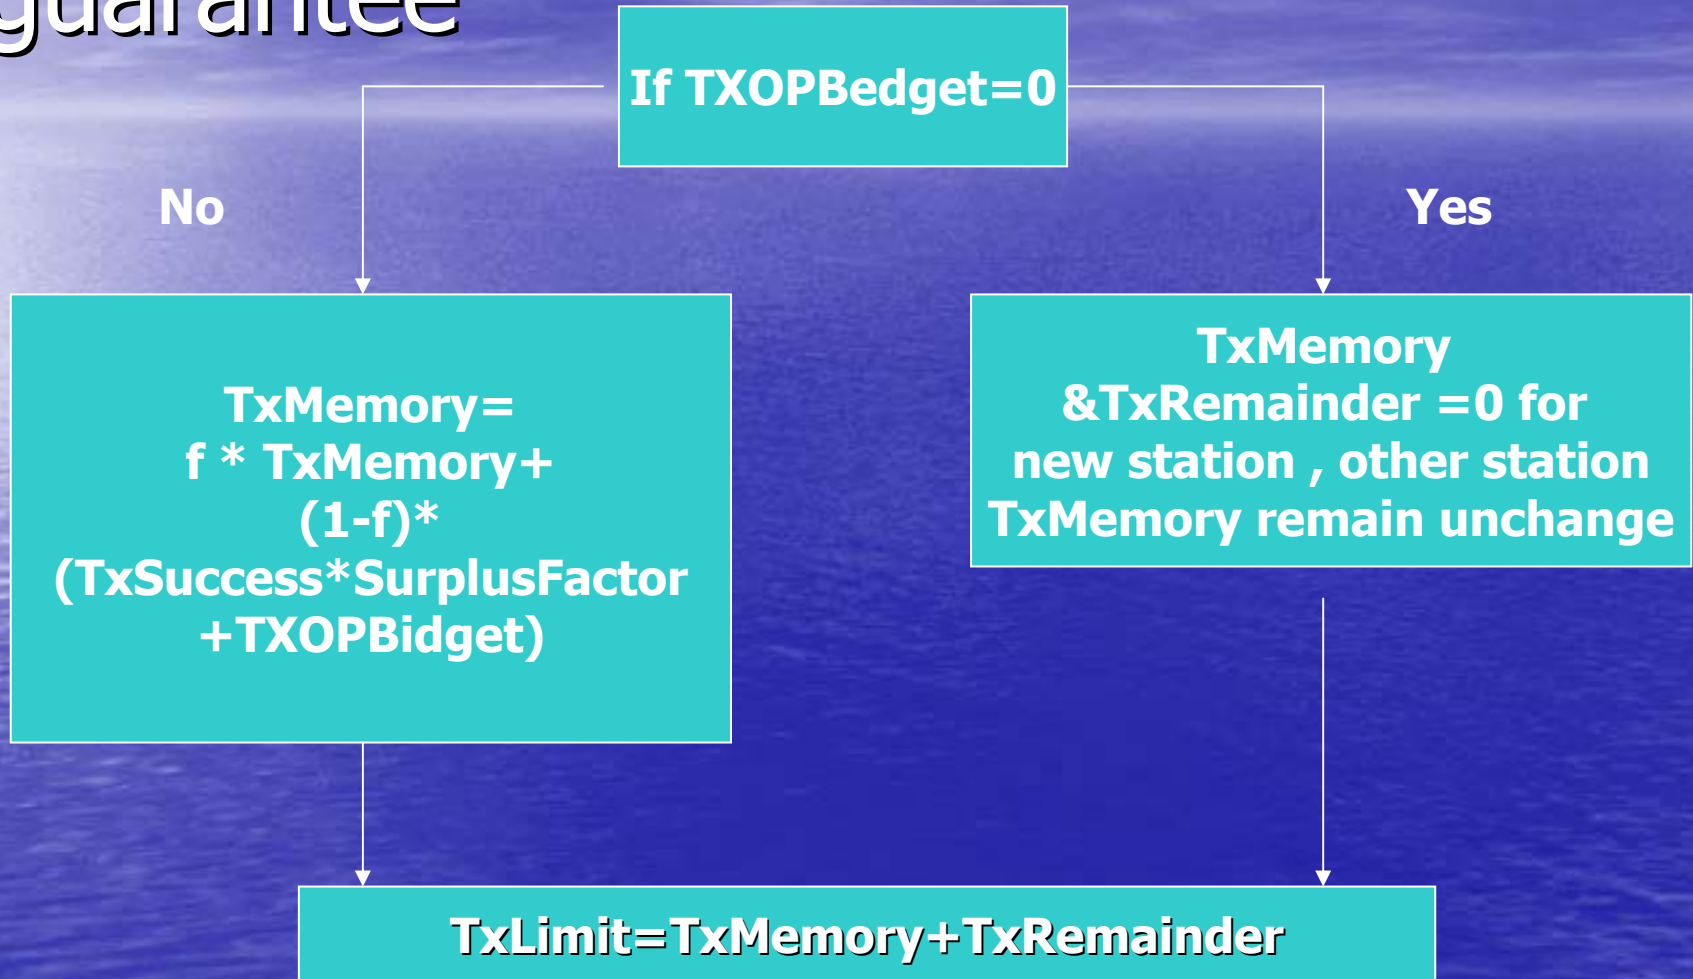 guarantee
If TXOPBedget=0
No
Yes
TxMemory=
f * TxMemory+
(1-f)*
(TxSuccess*SurplusFactor
+TXOPBidget)
TxMemory
&TxRemainder =0 for
new station , other station
TxMemory remain unchange
TxLimit=TxMemory+TxRemainder